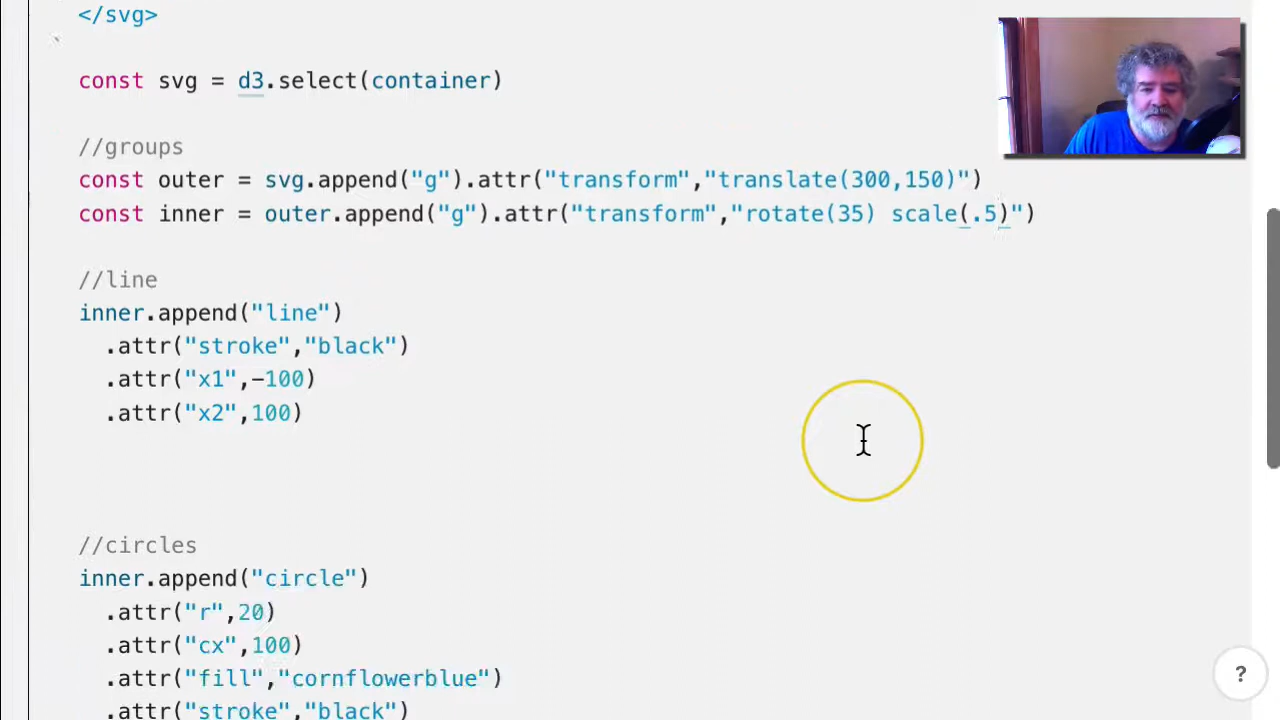 </svg>
const svg = d3.select(container)
//groups
const outer = svg.append("g").attr("transform","translate(300,150)")
const inner = outer.append("g").attr("transform","rotate(35) scale(.5)")
//line
inner.append("line")
.attr("stroke","black")
.attr("x1",-100)
.attr("x2",100)
//circles
inner.append("circle")
.attr("r",20)
.attr("cx",100)
.attr("fill","cornflowerblue")
.attr("stroke","black")
?